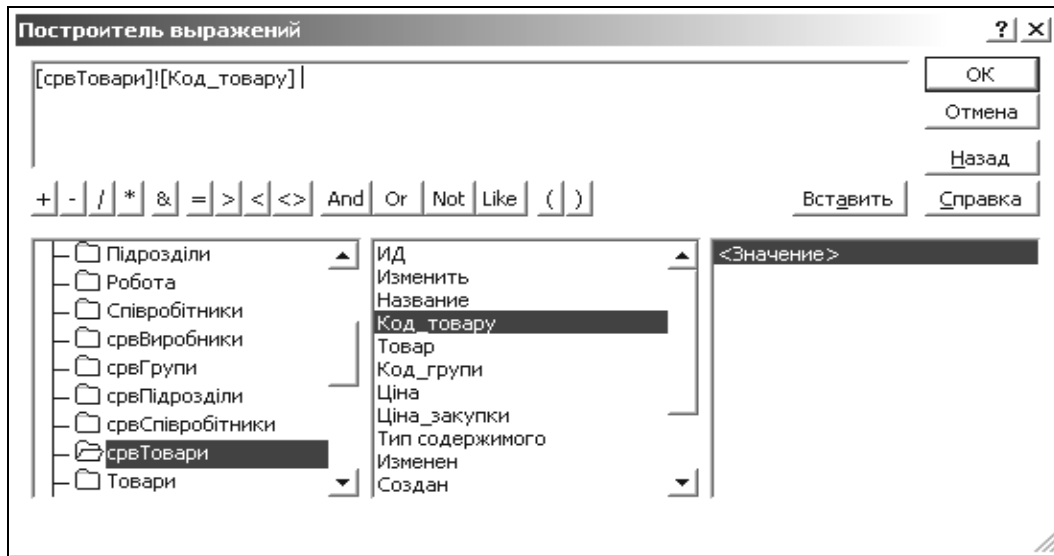 Построитель выражений
[срвТовари]![Код_товару]
ОК
Отмена
Назад
+ - / * & = > < <> And Or Not Like ( ) Вставить Справка
Підрозділи
Робота
Співробітники
срвВиробники
срвГрупи
срвПідрозділи
срвСпівробітники
срвТовари
Товари
ИД
Изменить
Название
Код_товару
Товар
Код_групи
Ціна
Ціна_закупки
Тип содержимого
Изменен
Создан
<Значение>